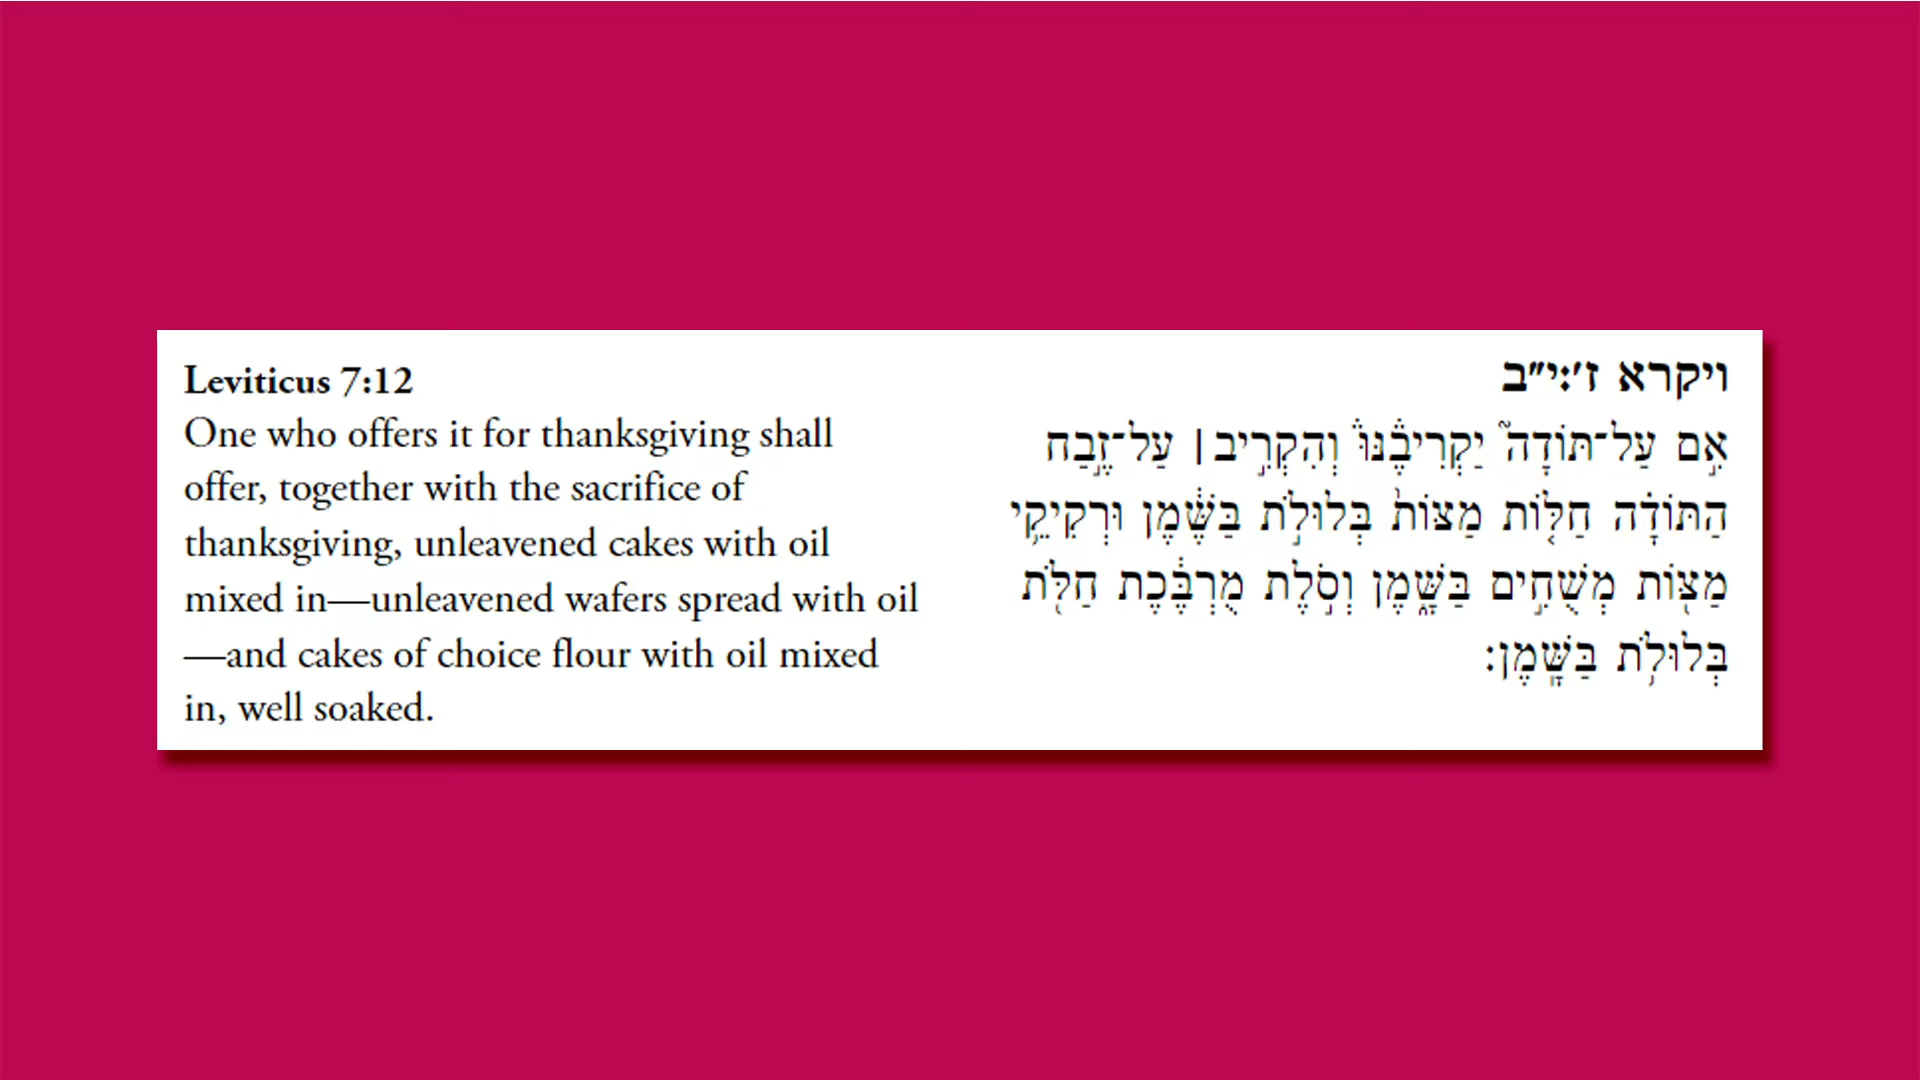 Leviticus 7:12
One who offers it for thanksgiving shall
offer, together with the sacrifice of
thanksgiving, unleavened cakes with oil
mixed in—unleavened wafers spread with oil
—and cakes of choice flour with oil mixed
in, well soaked.
ויקרא ז׳:י״ב
אִ֣ם עַל־תּוֹדָה֮ יַקְרִיבֶ֒נּוּ֒ וְהִקְרִ֣יב ׀ עַל־זֶ֣בַח
הַתּוֹדָ֗ה חַלּ֤וֹת מַצּוֹת֙ בְּלוּלֹ֣ת בַּשֶּׁ֔מֶן וּרְקִיקֵ֥י
מַצּ֖וֹת מְשֻׁחִ֣ים בַּשָּׁ֑מֶן וְסֹ֣לֶת מֻרְבֶּ֔כֶת חַלֹּ֖ת
בְּלוּלֹ֥ת בַּשָּֽׁמֶן׃